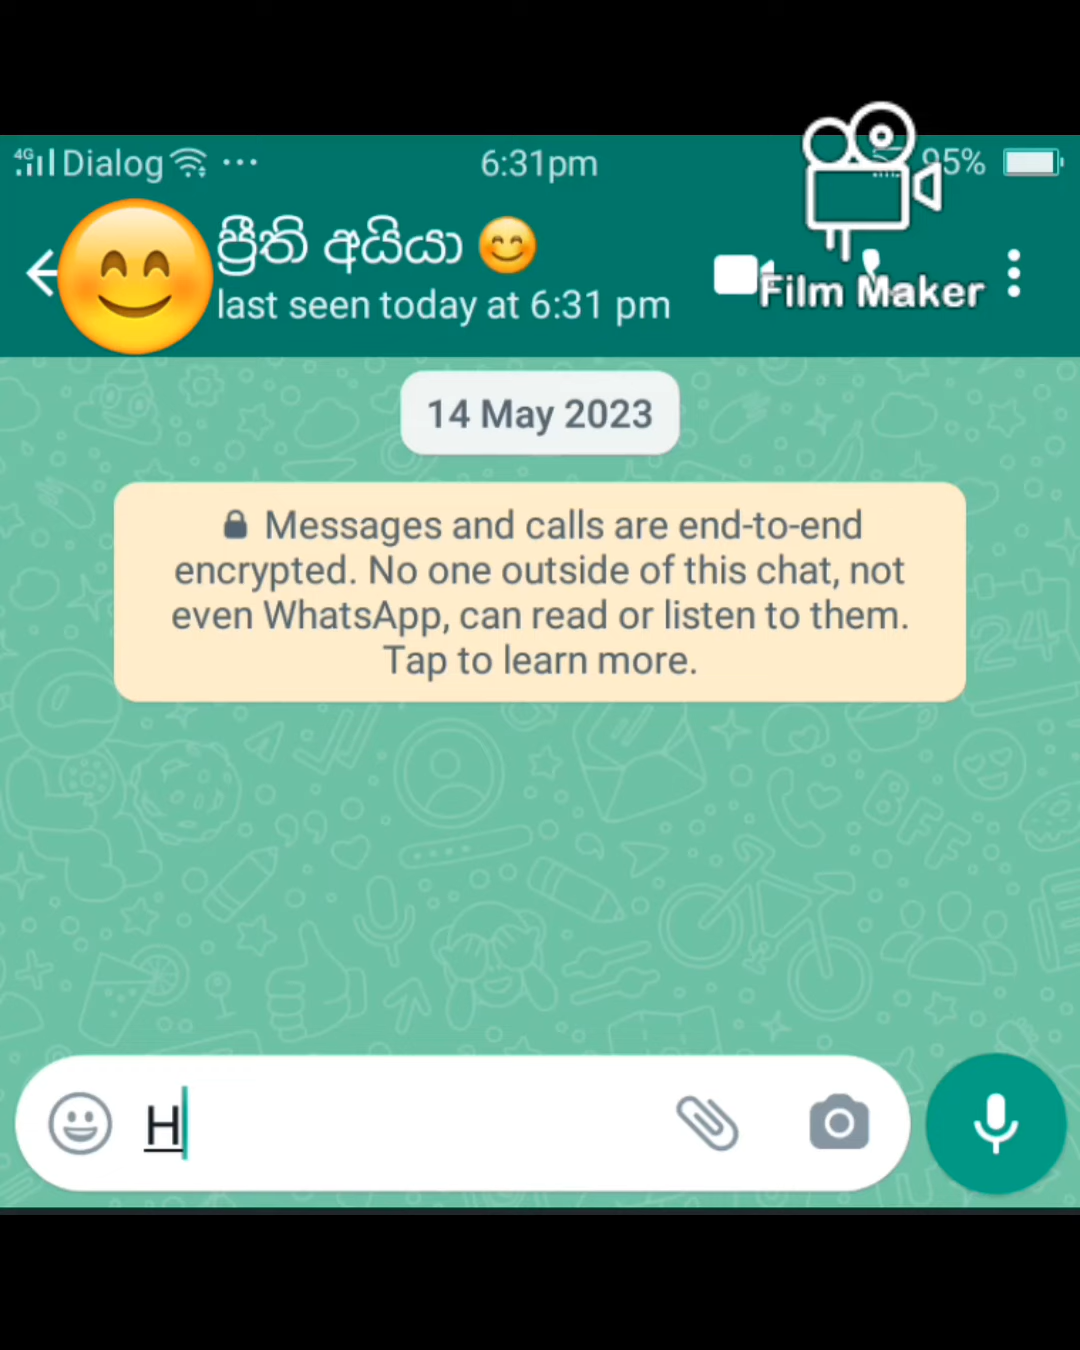 4G Dialog 6:31pm 95%
ප්‍රීති අයියා 😊
last seen today at 6:31 pm
Film Maker
14 May 2023
Messages and calls are end-to-end
encrypted. No one outside of this chat, not
even WhatsApp, can read or listen to them.
Tap to learn more.
H